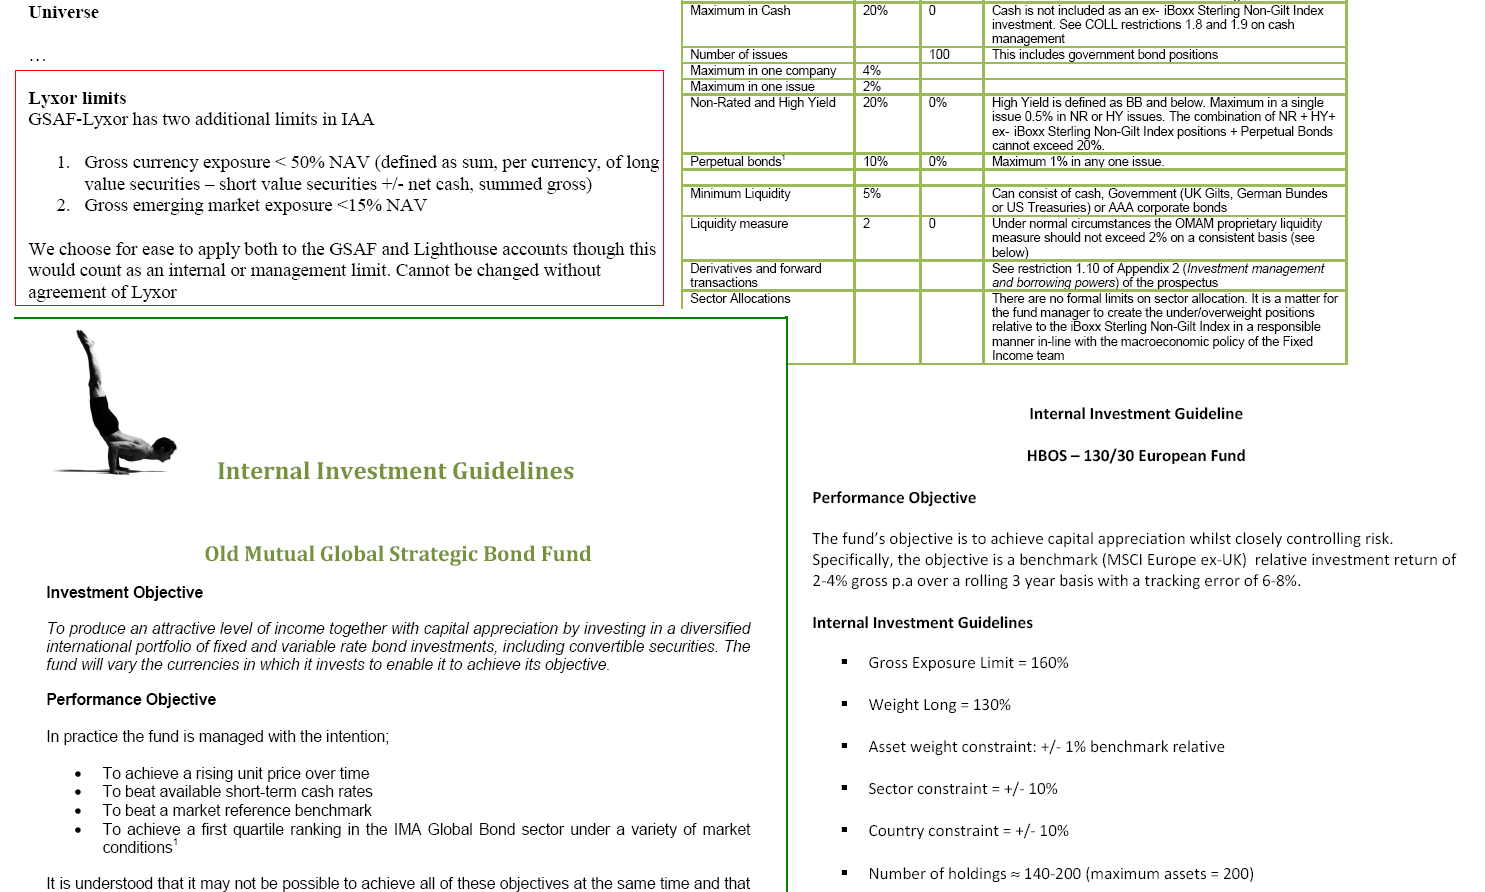 Universe
…
Lyxor limits
GSAF-Lyxor has two additional limits in IAA
1. Gross currency exposure < 50% NAV (defined as sum, per currency, of long
value securities – short value securities +/- net cash, summed gross)
2. Gross emerging market exposure <15% NAV
We choose for ease to apply both to the GSAF and Lighthouse accounts though this
would count as an internal or management limit. Cannot be changed without
agreement of Lyxor
Maximum in Cash 20% 0 Cash is not included as an ex- iBoxx Sterling Non-Gilt Index
investment. See COLL restrictions 1.8 and 1.9 on cash
management
Number of issues 100 This includes government bond positions
Maximum in one company 4%
Maximum in one issue 2%
Non-Rated and High Yield 20% 0% High Yield is defined as BB and below. Maximum in a single
issue 0.5% in NR or HY issues. The combination of NR + HY+
ex- iBoxx Sterling Non-Gilt Index positions + Perpetual Bonds
cannot exceed 20%.
Perpetual bonds¹ 10% 0% Maximum 1% in any one issue.
Minimum Liquidity 5% Can consist of cash, Government (UK Gilts, German Bundes
or US Treasuries) or AAA corporate bonds
Liquidity measure 2 0 Under normal circumstances the OMAM proprietary liquidity
measure should not exceed 2% on a consistent basis (see
below)
Derivatives and forward See restriction 1.10 of Appendix 2 (Investment management
transactions and borrowing powers) of the prospectus
Sector Allocations There are no formal limits on sector allocation. It is a matter for
the fund manager to create the under/overweight positions
relative to the iBoxx Sterling Non-Gilt Index in a responsible
manner in-line with the macroeconomic policy of the Fixed
Income team
Internal Investment Guidelines
Old Mutual Global Strategic Bond Fund
Investment Objective
To produce an attractive level of income together with capital appreciation by investing in a diversified
international portfolio of fixed and variable rate bond investments, including convertible securities. The
fund will vary the currencies in which it invests to enable it to achieve its objective.
Performance Objective
In practice the fund is managed with the intention;
• To achieve a rising unit price over time
• To beat available short-term cash rates
• To beat a market reference benchmark
• To achieve a first quartile ranking in the IMA Global Bond sector under a variety of market
conditions¹
It is understood that it may not be possible to achieve all of these objectives at the same time and that
Internal Investment Guideline
HBOS – 130/30 European Fund
Performance Objective
The fund's objective is to achieve capital appreciation whilst closely controlling risk.
Specifically, the objective is a benchmark (MSCI Europe ex-UK) relative investment return of
2-4% gross p.a over a rolling 3 year basis with a tracking error of 6-8%.
Internal Investment Guidelines
▪ Gross Exposure Limit = 160%
▪ Weight Long = 130%
▪ Asset weight constraint: +/- 1% benchmark relative
▪ Sector constraint = +/- 10%
▪ Country constraint = +/- 10%
▪ Number of holdings ≈ 140-200 (maximum assets = 200)